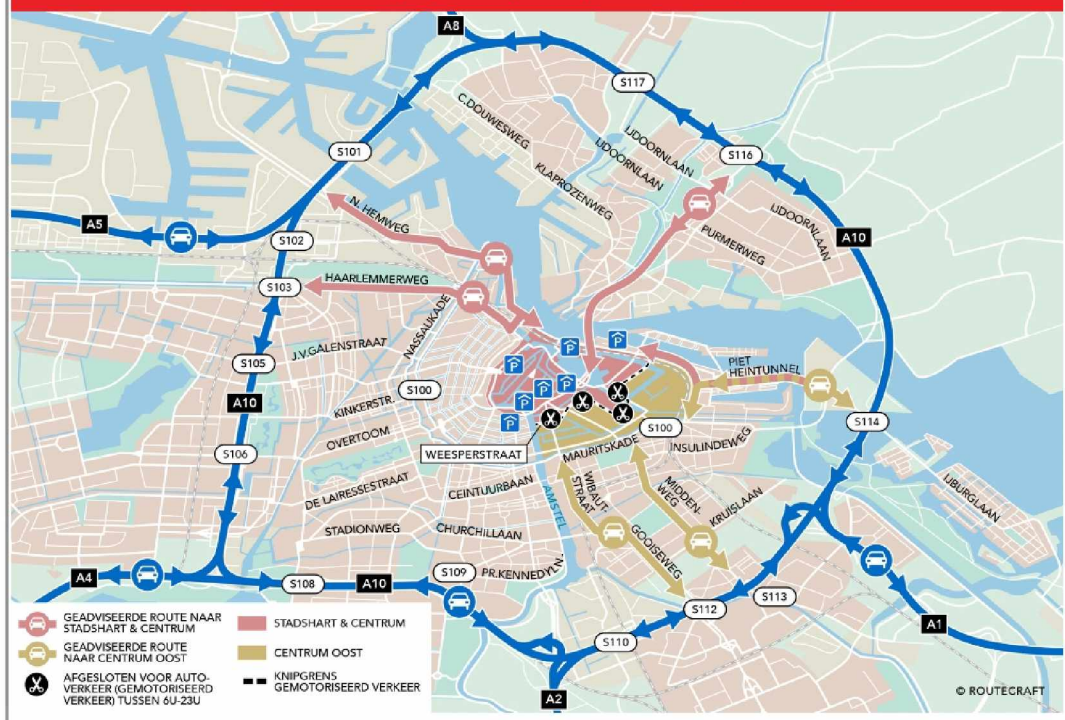 A8
S117
C.DOUWESWEG
IJDOORNLAAN
IJDOORNLAAN
S116
S101
KLAPROZENWEG
IJDOORNLAAN
N. HEMWEG
A5
PURMERWEG
A10
S102
HAARLEMMERWEG
S103
NASSAUKADE
J.V.GALENSTRAAT
P
P
P
S105
PIET
HEINTUNNEL
S100
P
P
A10
KINKERSTR.
P
P
S114
OVERTOOM
S100
MAURITSKADE
INSULINDEWEG
S106
WEESPERSTRAAT
DE LAIRESSESTRAAT
CEINTUURBAAN
AMSTEL
WIBAUT-
STRAAT
MIDDEN-
WEG
KRUISLAAN
IJBURGLAAN
STADIONWEG
CHURCHILLAAN
GOOISEWEG
PR.KENNEDYLN.
S109
A4
S108
A10
S113
S112
A1
S110
A2
GEADVISEERDE ROUTE NAAR
STADSHART & CENTRUM
GEADVISEERDE ROUTE
NAAR CENTRUM OOST
AFGESLOTEN VOOR AUTO-
VERKEER (GEMOTORISEERD
VERKEER) TUSSEN 6U-23U
STADSHART & CENTRUM
CENTRUM OOST
KNIPGRENS
GEMOTORISEERD VERKEER
© ROUTECRAFT